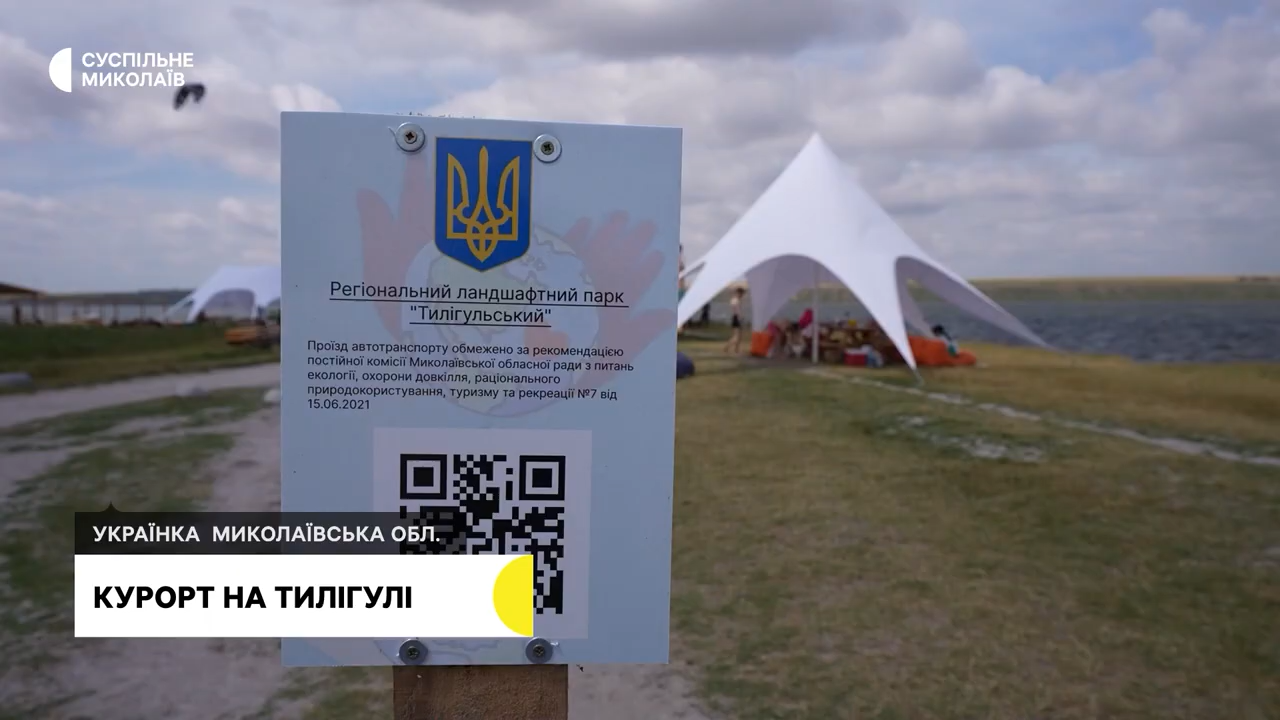 СУСПІЛЬНЕ
МИКОЛАЇВ
Регіональний ландшафтний парк
"Тилігульський"
Проїзд автотранспорту обмежено за рекомендацією
постійної комісії Миколаївської обласної ради з питань
екології, охорони довкілля, раціонального
природокористування, туризму та рекреації №7 від
15.06.2021
УКРАЇНКА МИКОЛАЇВСЬКА ОБЛ.
КУРОРТ НА ТИЛІГУЛІ